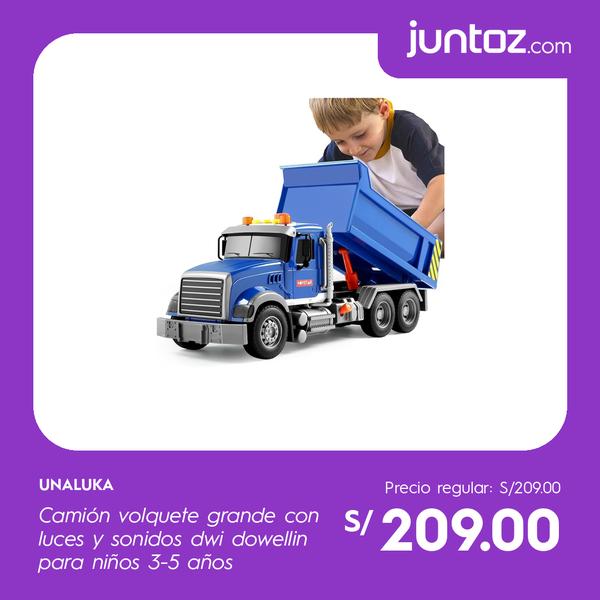 juntoz.com
UNALUKA
Camión volquete grande con
luces y sonidos dwi dowellin
para niños 3-5 años
Precio regular: S/209.00
S/ 209.00